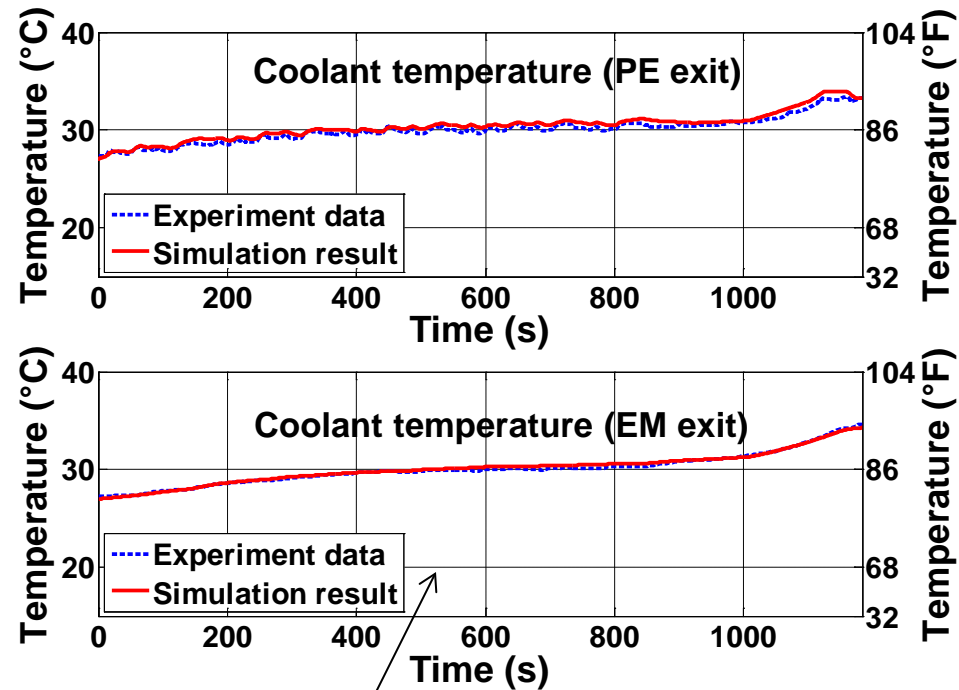 Temperature (°C)
40
30
20
Coolant temperature (PE exit)
Experiment data
Simulation result
104
86
68
32
Temperature (°F)
0 200 400 600 800 1000
Time (s)
Temperature (°C)
40
30
20
Coolant temperature (EM exit)
Experiment data
Simulation result
104
86
68
32
Temperature (°F)
0 200 400 600 800 1000
Time (s)